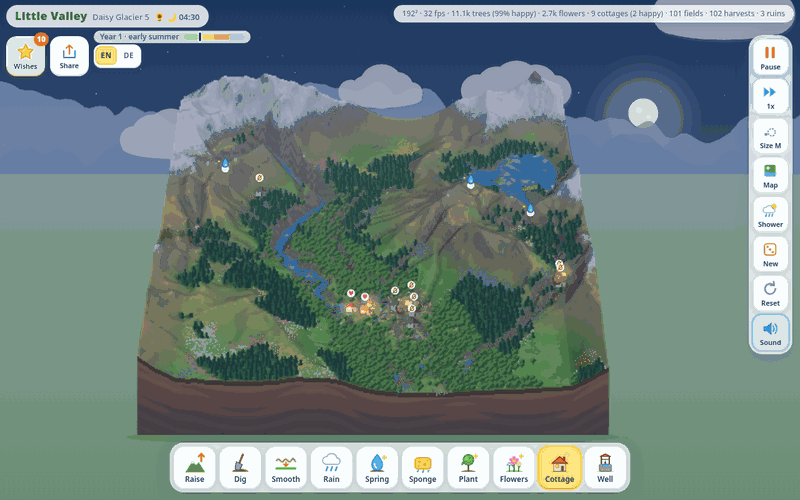 Little Valley Daisy Glacier 5 04:30
192² · 32 fps · 11.1k trees (99% happy) · 2.7k flowers · 9 cottages (2 happy) · 101 fields · 102 harvests · 3 ruins
Year 1 · early summer
10
Wishes
Share
EN DE
Pause
1x
Size M
Map
Shower
New
Reset
Sound
Raise Dig Smooth Rain Spring Sponge Plant Flowers Cottage Well